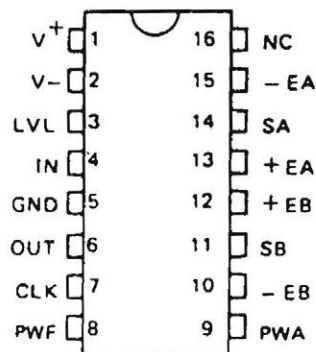 V+ 1 16 NC
V- 2 15 -EA
LVL 3 14 SA
IN 4 13 +EA
GND 5 12 +EB
OUT 6 11 SB
CLK 7 10 -EB
PWF 8 9 PWA